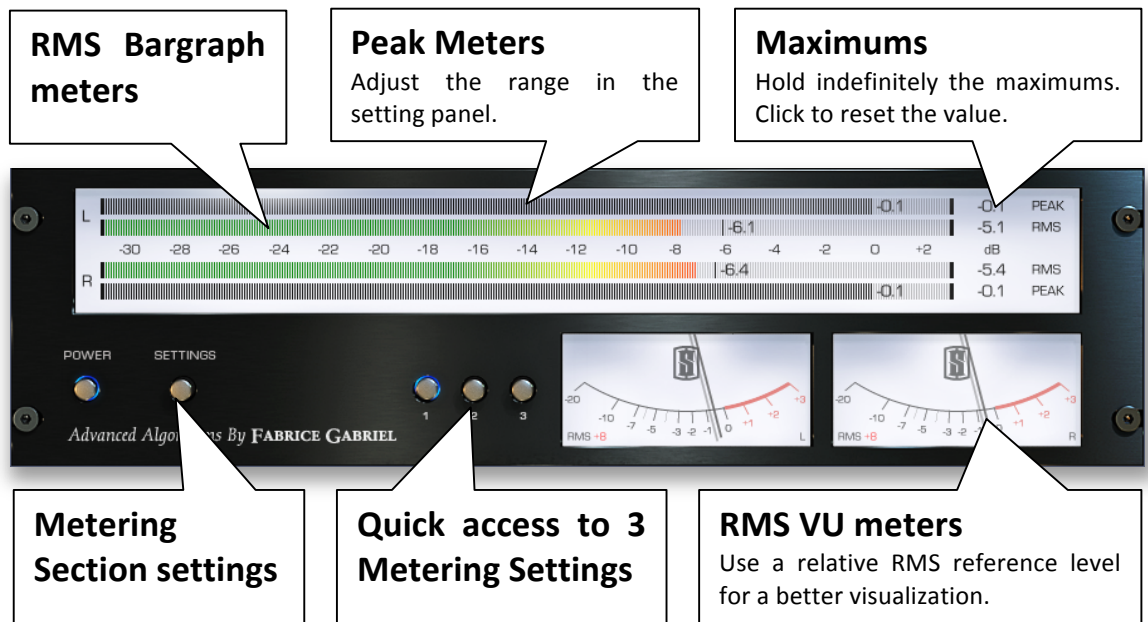 RMS Bargraph
meters
Peak Meters
Adjust the range in the
setting panel.
Maximums
Hold indefinitely the maximums.
Click to reset the value.
L -0.1 -0.1 PEAK
-6.1 -5.1 RMS
-30 -28 -26 -24 -22 -20 -18 -16 -14 -12 -10 -8 -6 -4 -2 0 +2 dB
R -6.4 -5.4 RMS
-0.1 -0.1 PEAK
POWER SETTINGS
1 2 3
Advanced Algorithms By FABRICE GABRIEL
-20 -10 -7 -5 -3 -2 -1 0 +1 +2 +3
RMS +8 L
-20 -10 -7 -5 -3 -2 -1 0 +1 +2 +3
RMS +8 R
Metering
Section settings
Quick access to 3
Metering Settings
RMS VU meters
Use a relative RMS reference level
for a better visualization.